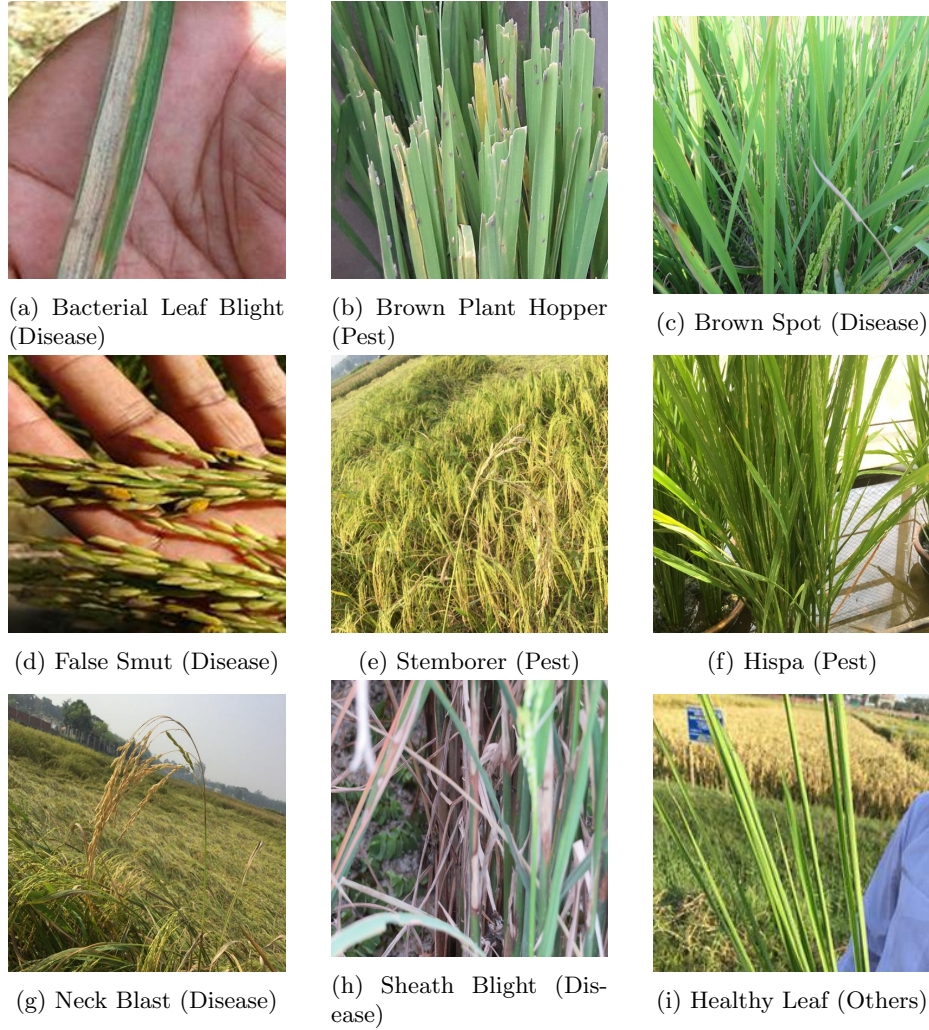 (a) Bacterial Leaf Blight
(Disease)
(b) Brown Plant Hopper
(Pest)
(c) Brown Spot (Disease)
(d) False Smut (Disease)
(e) Stemborer (Pest)
(f) Hispa (Pest)
(g) Neck Blast (Disease)
(h) Sheath Blight (Dis-
ease)
(i) Healthy Leaf (Others)